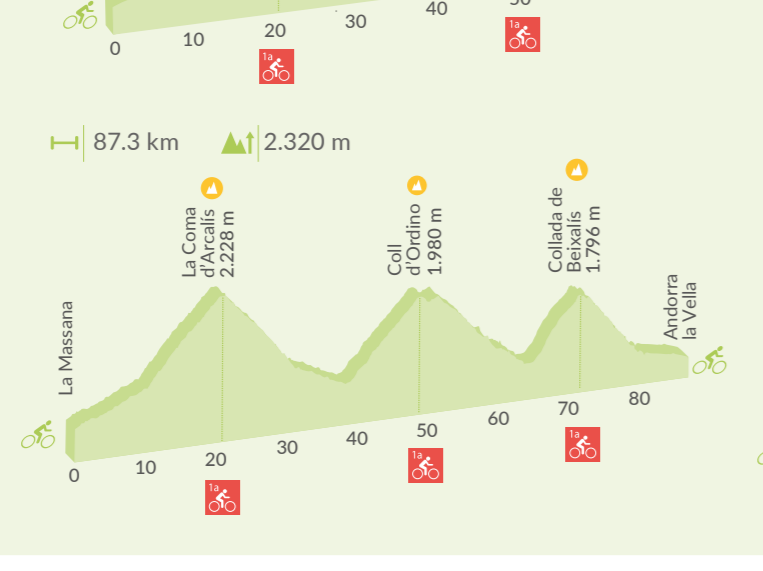 0
10
20
30
40
1a
1a
87.3 km
2.320 m
La Massana
La Coma
d'Arcalís
2.228 m
Coll
d'Ordino
1.980 m
Collada de
Beixalís
1.796 m
Andorra
la Vella
0
10
20
30
40
50
60
70
80
1a
1a
1a